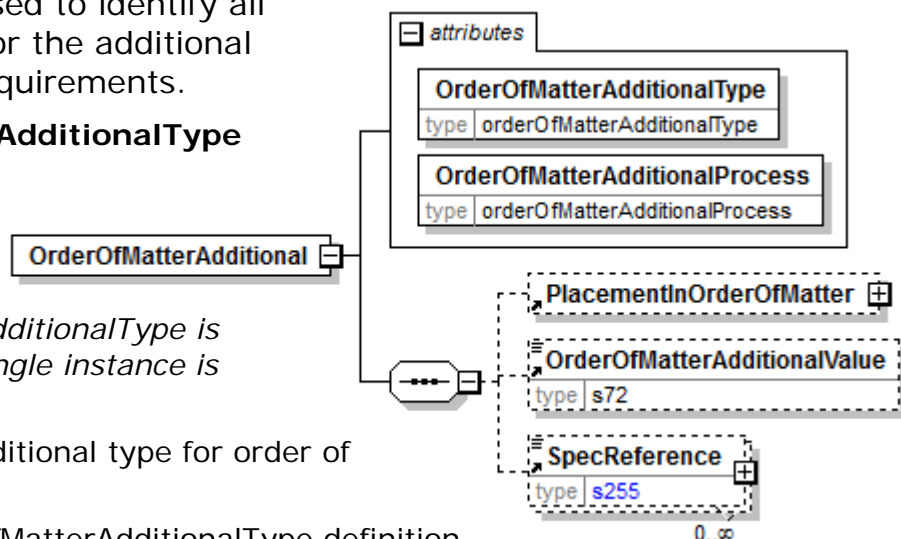 sed to identify all
or the additional
quirements.
AdditionalType
attributes
OrderOfMatterAdditionalType
type orderOfMatterAdditionalType
OrderOfMatterAdditionalProcess
type orderOfMatterAdditionalProcess
OrderOfMatterAdditional
PlacementInOrderOfMatter
dditionalType is
ngle instance is
OrderOfMatterAdditionalValue
type s72
ditional type for order of
SpecReference
type s255
0..∞
MatterAdditionalType definition